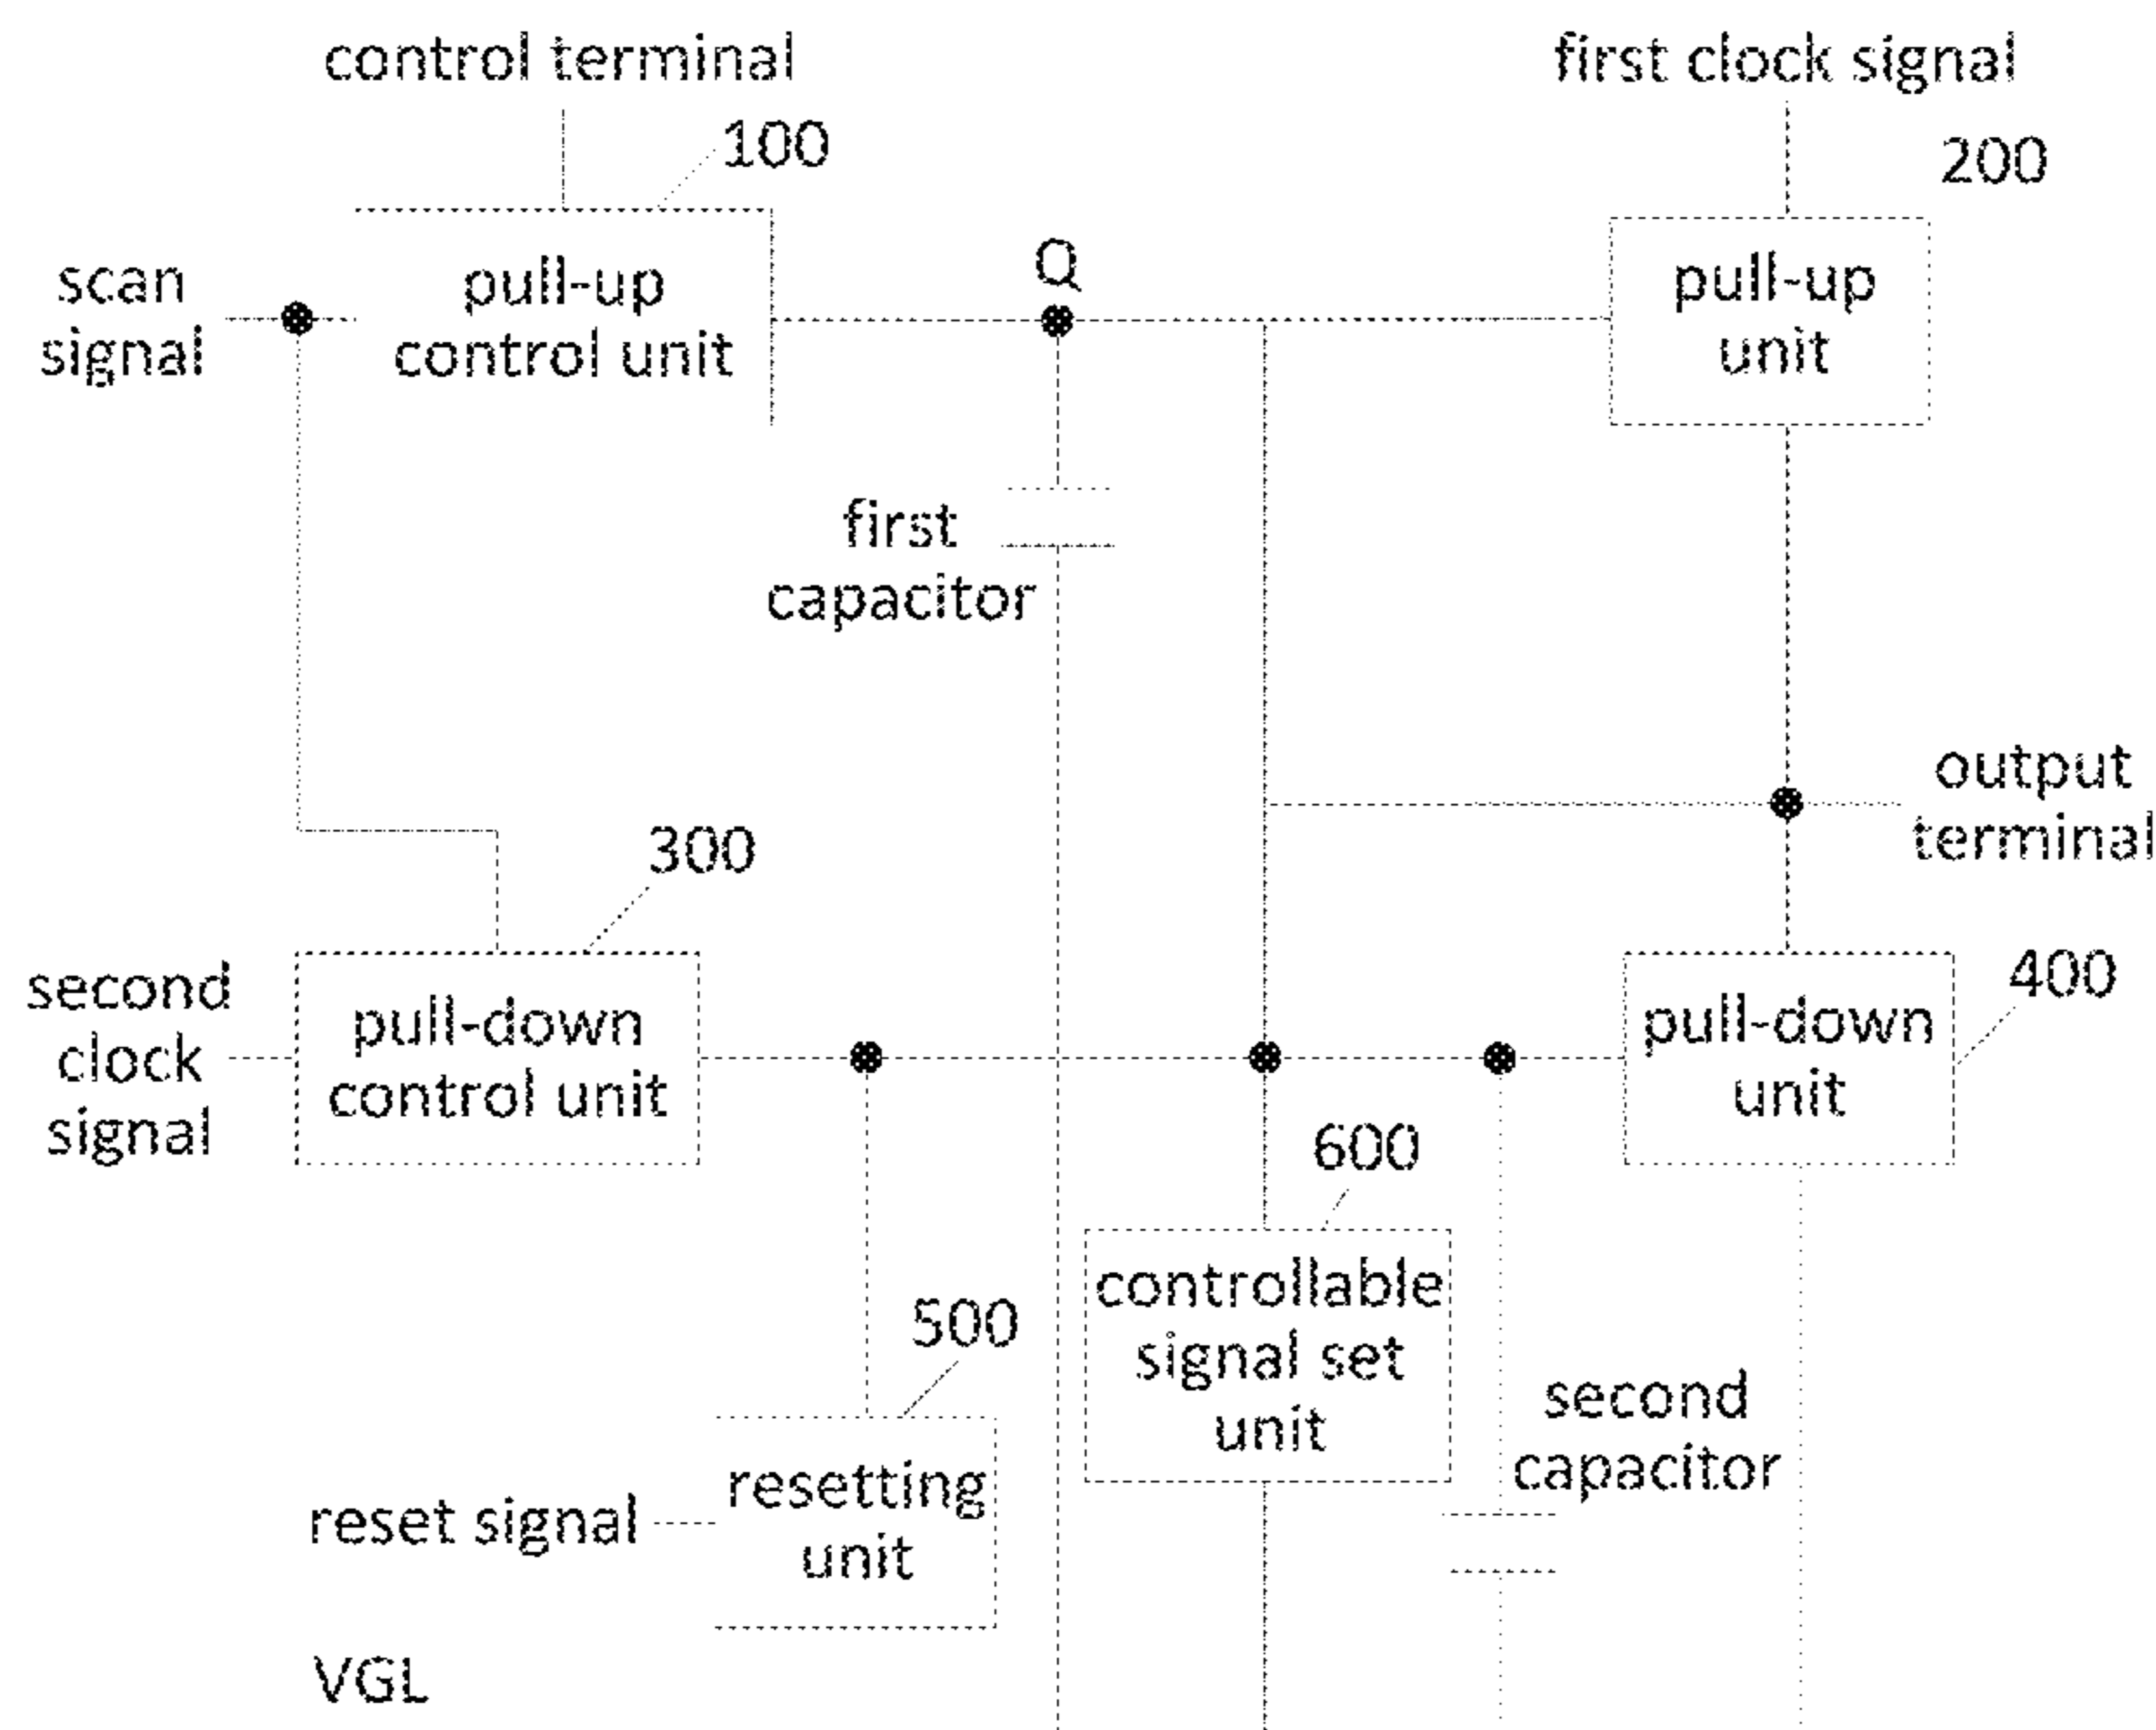 control terminal
first clock signal
100
200
scan
signal
pull-up
control unit
Q
pull-up
unit
first
capacitor
output
terminal
300
second
clock
signal
pull-down
control unit
pull-down
unit
400
600
controllable
signal set
unit
500
second
capacitor
reset signal
resetting
unit
VGL